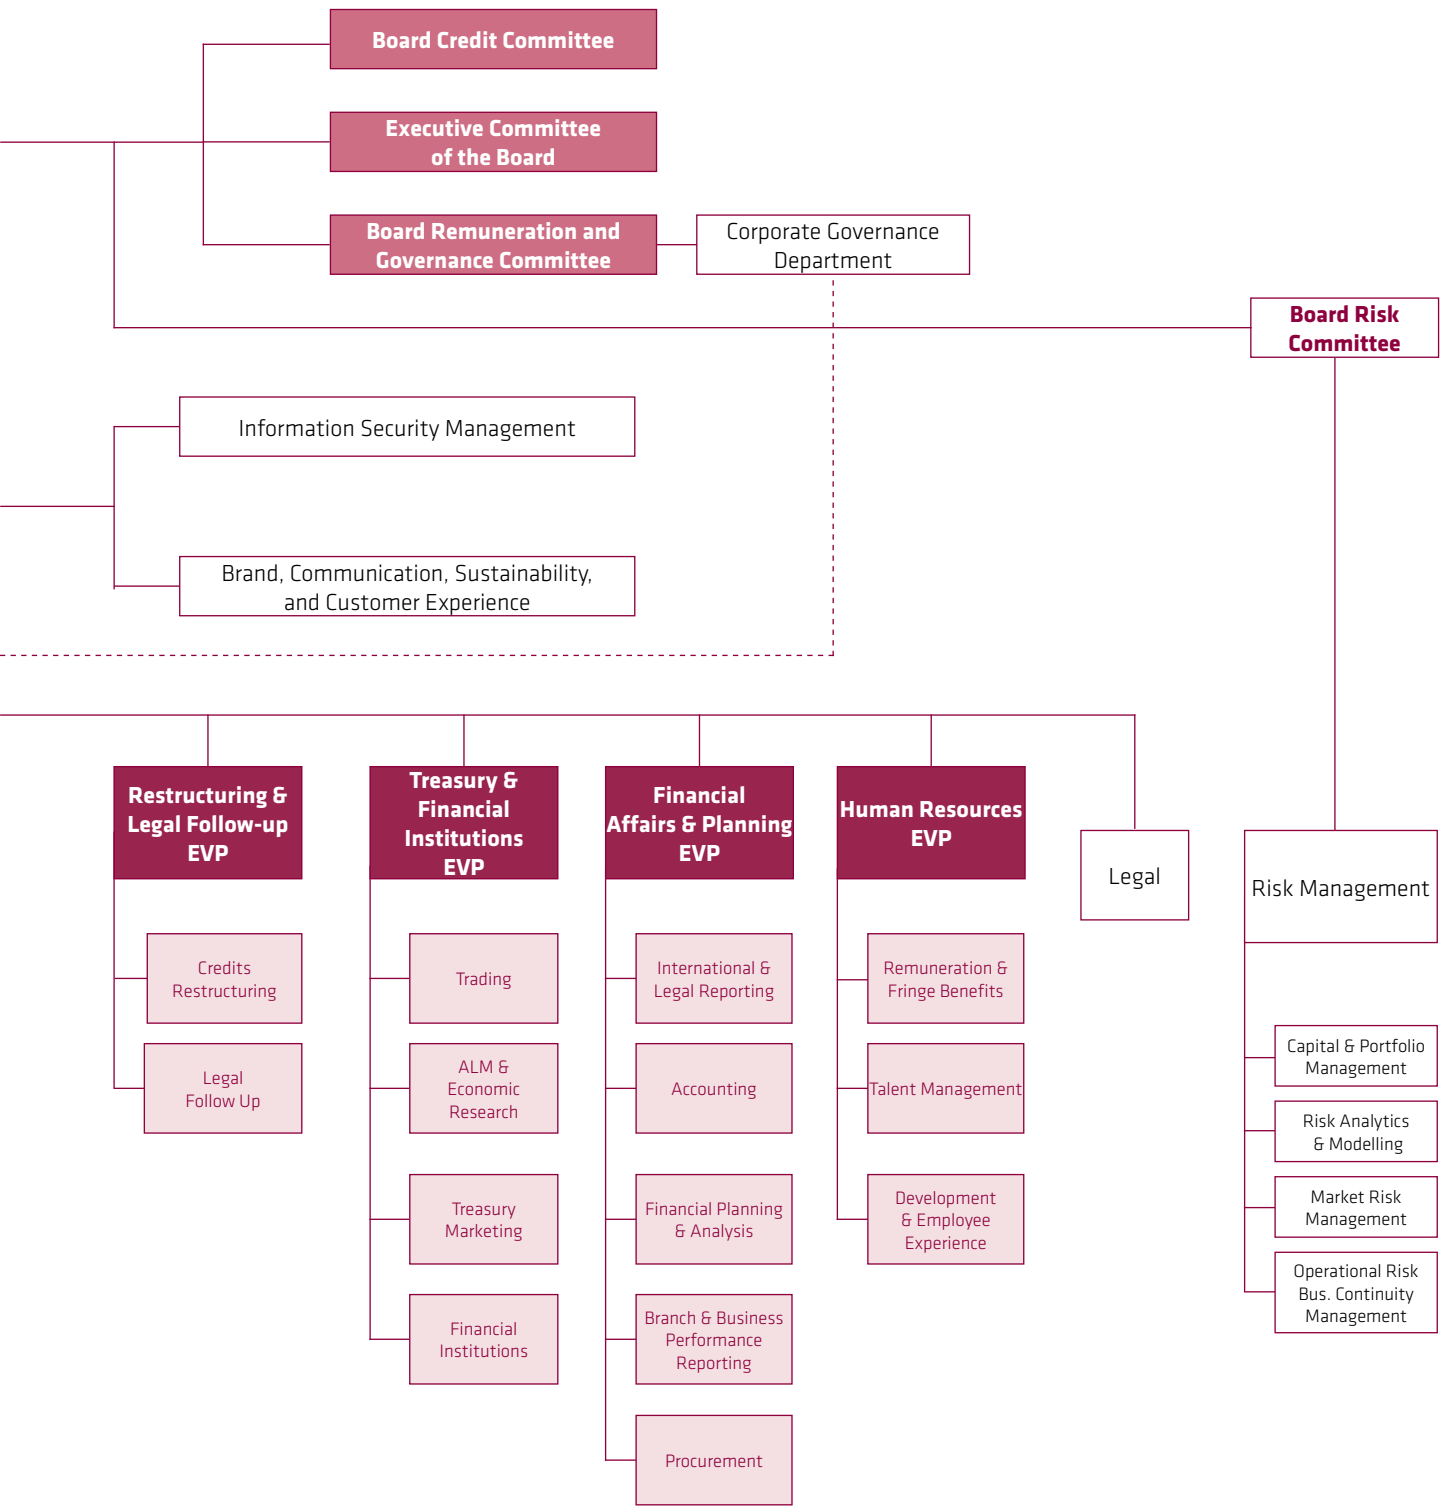 Board Credit Committee
Executive Committee
of the Board
Board Remuneration and
Governance Committee
Corporate Governance
Department
Board Risk
Committee
Information Security Management
Brand, Communication, Sustainability,
and Customer Experience
Restructuring &
Legal Follow-up
EVP
Credits
Restructuring
Legal
Follow Up
Treasury &
Financial
Institutions
EVP
Trading
ALM &
Economic
Research
Treasury
Marketing
Financial
Institutions
Financial
Affairs & Planning
EVP
International &
Legal Reporting
Accounting
Financial Planning
& Analysis
Branch & Business
Performance
Reporting
Procurement
Human Resources
EVP
Remuneration &
Fringe Benefits
Talent Management
Development
& Employee
Experience
Legal
Risk Management
Capital & Portfolio
Management
Risk Analytics
& Modelling
Market Risk
Management
Operational Risk
Bus. Continuity
Management